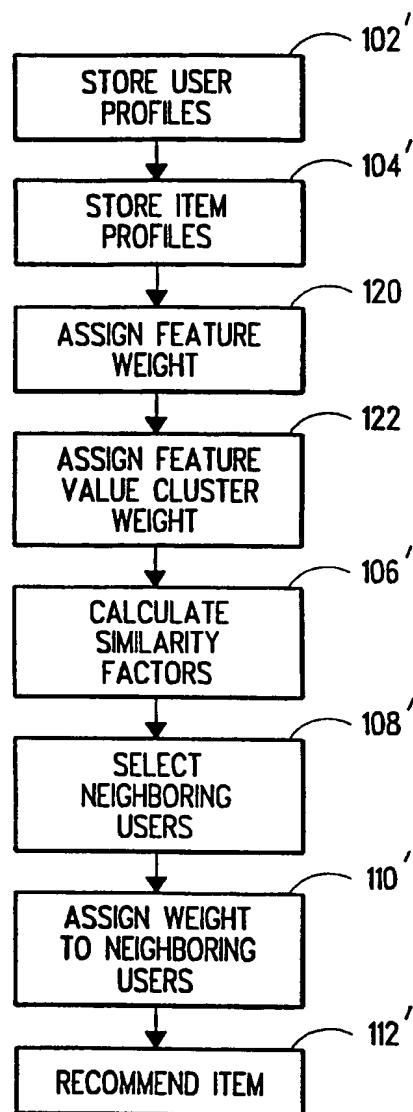 102'
STORE USER
PROFILES
104'
STORE ITEM
PROFILES
120
ASSIGN FEATURE
WEIGHT
122
ASSIGN FEATURE
VALUE CLUSTER
WEIGHT
106'
CALCULATE
SIMILARITY
FACTORS
108'
SELECT
NEIGHBORING
USERS
110'
ASSIGN WEIGHT
TO NEIGHBORING
USERS
112'
RECOMMEND ITEM